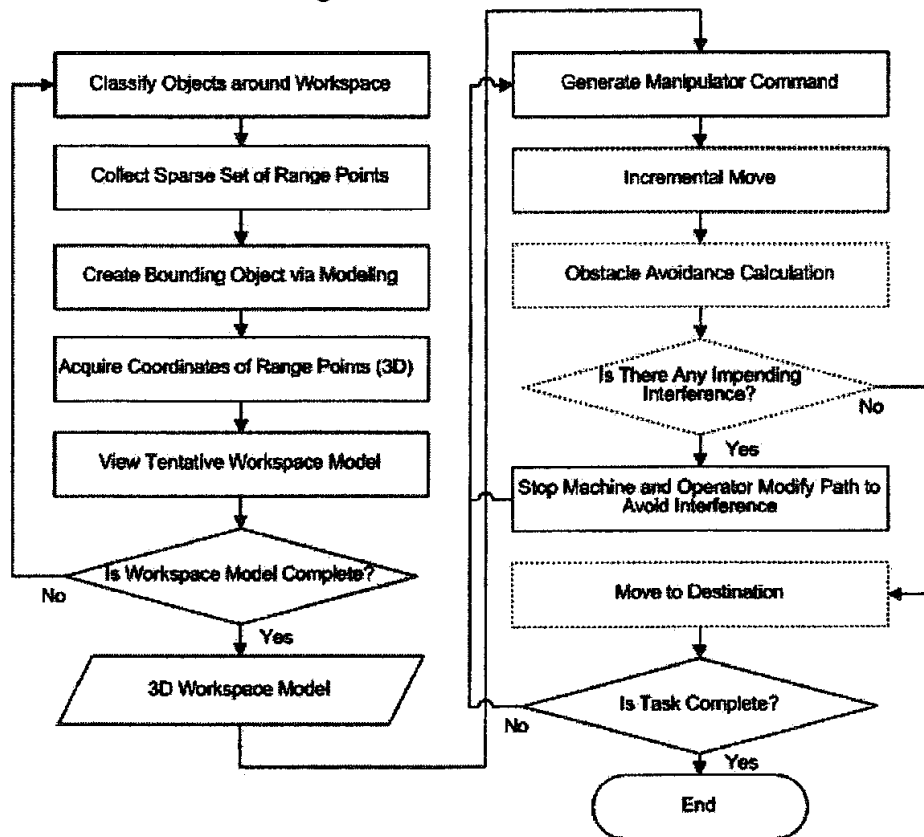 Classify Objects around Workspace
Collect Sparse Set of Range Points
Create Bounding Object via Modeling
Acquire Coordinates of Range Points (3D)
View Tentative Workspace Model
Is Workspace Model Complete?
No
Yes
3D Workspace Model
Generate Manipulator Command
Incremental Move
Obstacle Avoidance Calculation
Is There Any Impending
Interference?
No
Yes
Stop Machine and Operator Modify Path to
Avoid Interference
Move to Destination
Is Task Complete?
No
Yes
End